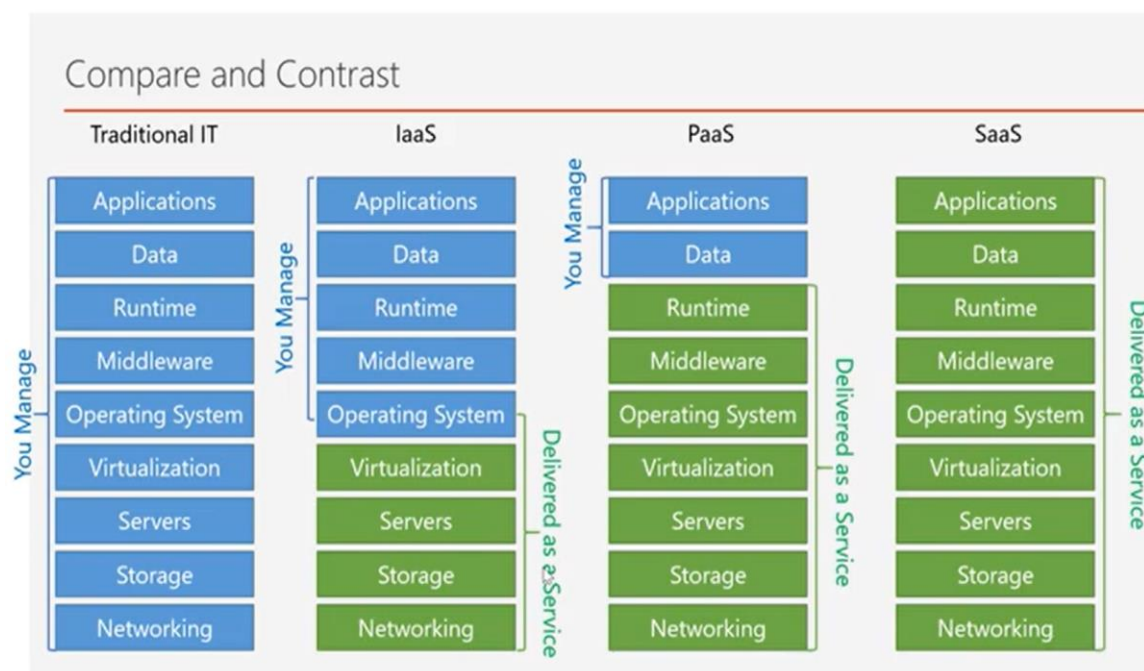 Compare and Contrast
Traditional IT
You Manage
Applications
Data
Runtime
Middleware
Operating System
Virtualization
Servers
Storage
Networking
IaaS
You Manage
Applications
Data
Runtime
Middleware
Operating System
Virtualization
Servers
Storage
Networking
Delivered as a Service
PaaS
You Manage
Applications
Data
Runtime
Middleware
Operating System
Virtualization
Servers
Storage
Networking
Delivered as a Service
SaaS
Applications
Data
Runtime
Middleware
Operating System
Virtualization
Servers
Storage
Networking
Delivered as a Service